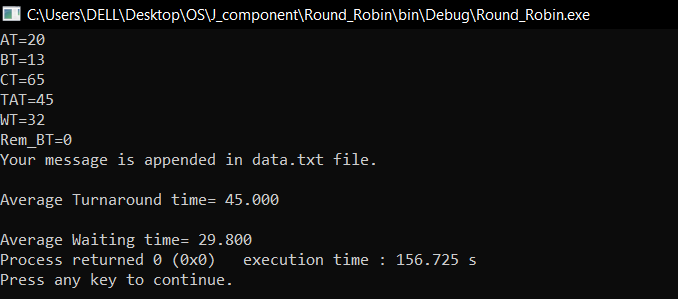 C:\Users\DELL\Desktop\OS\J_component\Round_Robin\bin\Debug\Round_Robin.exe
AT=20
BT=13
CT=65
TAT=45
WT=32
Rem_BT=0
Your message is appended in data.txt file.
Average Turnaround time= 45.000
Average Waiting time= 29.800
Process returned 0 (0x0)   execution time : 156.725 s
Press any key to continue.